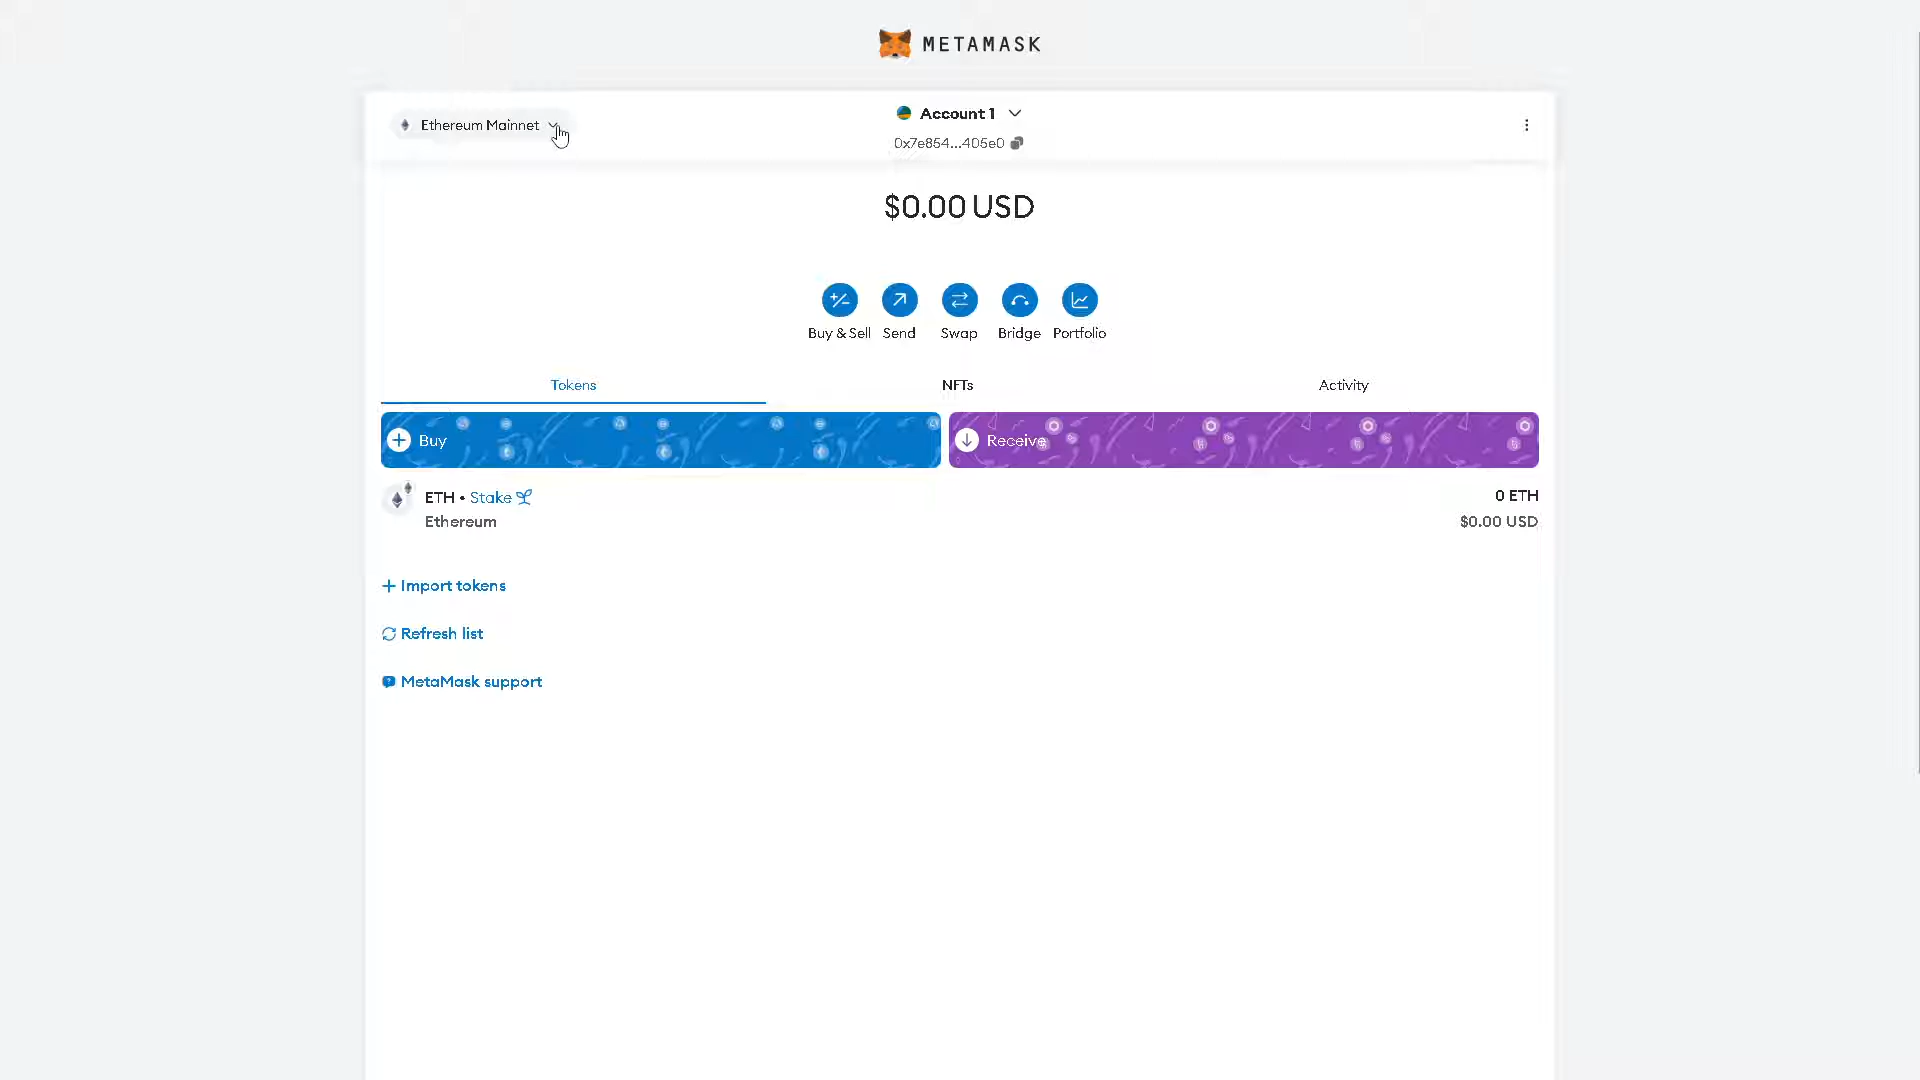 METAMASK
Ethereum Mainnet
Account 1
0x7e854...405e0
$0.00 USD
Buy & Sell
Send
Swap
Bridge
Portfolio
Tokens
NFTs
Activity
Buy
Receive
ETH • Stake
0 ETH
Ethereum
$0.00 USD
+ Import tokens
Refresh list
MetaMask support